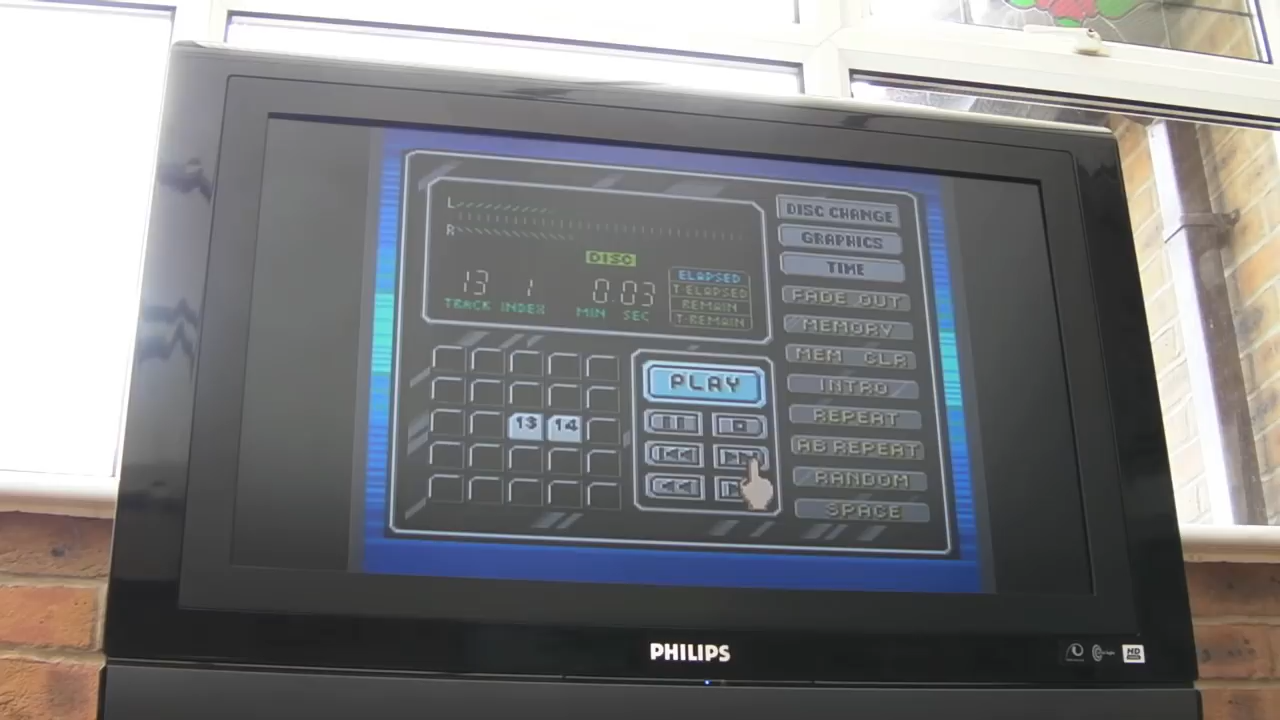 L
R
DISC
13 1 0:03
TRACK INDEX MIN SEC
ELAPSED
T·ELAPSED
REMAIN
T·REMAIN
DISC CHANGE
GRAPHICS
TIME
FADE OUT
MEMORY
MEM CLR
INTRO
REPEAT
AB REPEAT
RANDOM
SPACE
PLAY
13 14
PHILIPS
HD